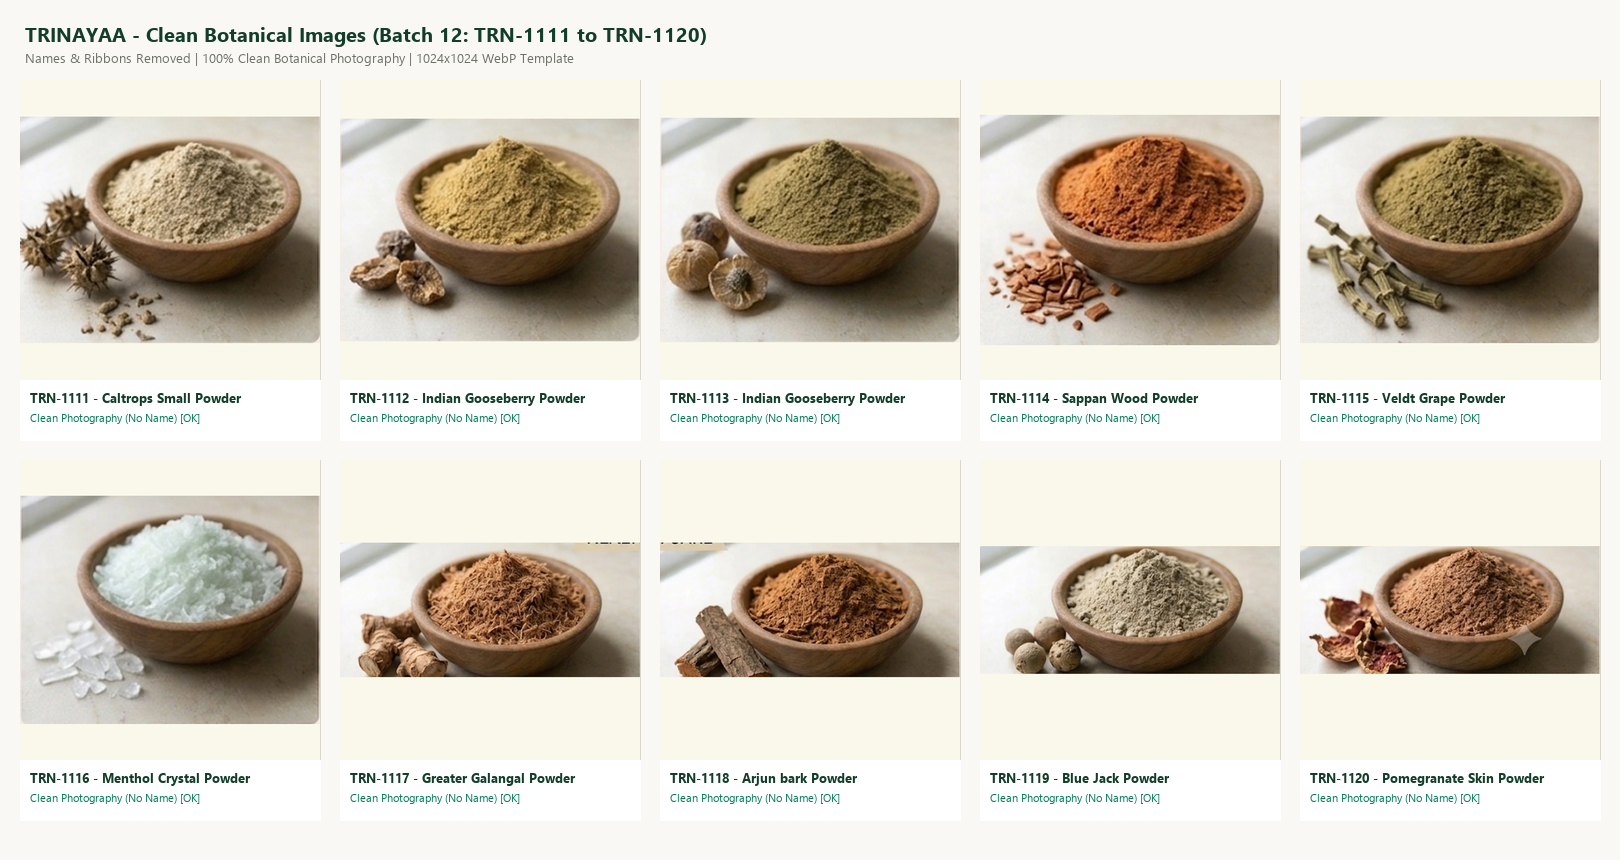 TRINAYAA - Clean Botanical Images (Batch 12: TRN-1111 to TRN-1120)
Names & Ribbons Removed | 100% Clean Botanical Photography | 1024x1024 WebP Template
TRN-1111 - Caltrops Small Powder
Clean Photography (No Name) [OK]
TRN-1112 - Indian Gooseberry Powder
Clean Photography (No Name) [OK]
TRN-1113 - Indian Gooseberry Powder
Clean Photography (No Name) [OK]
TRN-1114 - Sappan Wood Powder
Clean Photography (No Name) [OK]
TRN-1115 - Veldt Grape Powder
Clean Photography (No Name) [OK]
TRN-1116 - Menthol Crystal Powder
Clean Photography (No Name) [OK]
TRN-1117 - Greater Galangal Powder
Clean Photography (No Name) [OK]
TRN-1118 - Arjun bark Powder
Clean Photography (No Name) [OK]
TRN-1119 - Blue Jack Powder
Clean Photography (No Name) [OK]
TRN-1120 - Pomegranate Skin Powder
Clean Photography (No Name) [OK]